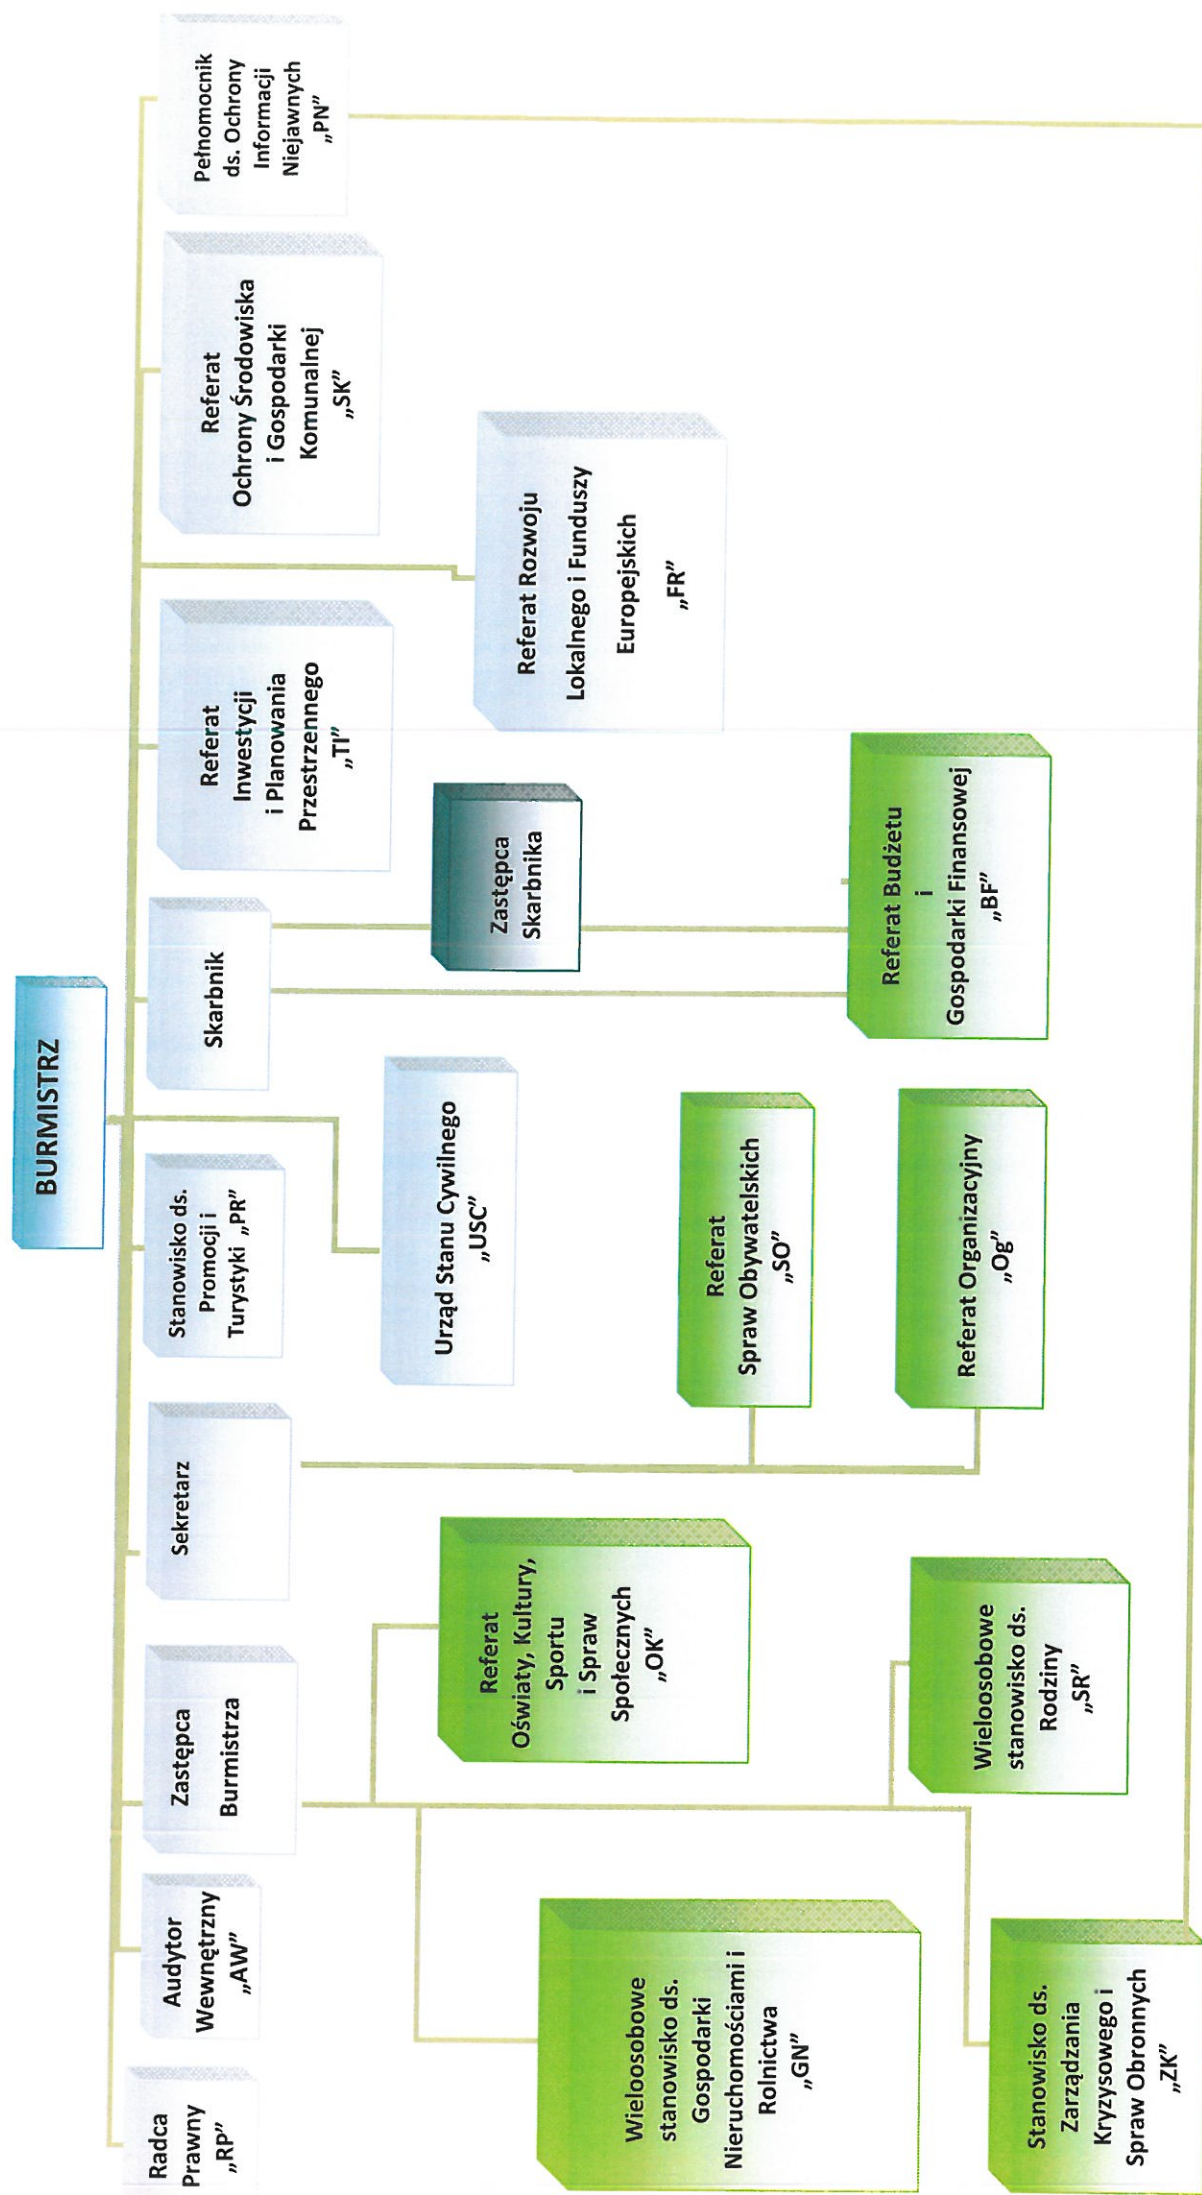 BURMISTRZ
Radca
Prawny
„RP”
Audytor
Wewnętrzny
„AW”
Zastępca
Burmistrza
Sekretarz
Stanowisko ds.
Promocji i
Turystyki „PR”
Skarbnik
Referat
Inwestycji
i Planowania
Przestrzennego
„TI”
Referat
Ochrony Środowiska
i Gospodarki
Komunalnej
„SK”
Pełnomocnik
ds. Ochrony
Informacji
Niejawnych
„PN”
Urząd Stanu Cywilnego
„USC”
Referat
Oświaty, Kultury,
Sportu
i Spraw
Społecznych
„OK”
Zastępca
Skarbnika
Referat Rozwoju
Lokalnego i Funduszy
Europejskich
„FR”
Wieloosobowe
stanowisko ds.
Gospodarki
Nieruchomościami i
Rolnictwa
„GN”
Referat
Spraw Obywatelskich
„SO”
Referat Budżetu
i
Gospodarki Finansowej
„BF”
Referat Organizacyjny
„Og”
Wieloosobowe
stanowisko ds.
Rodziny
„SR”
Stanowisko ds.
Zarządzania
Kryzysowego i
Spraw Obronnych
„ZK”